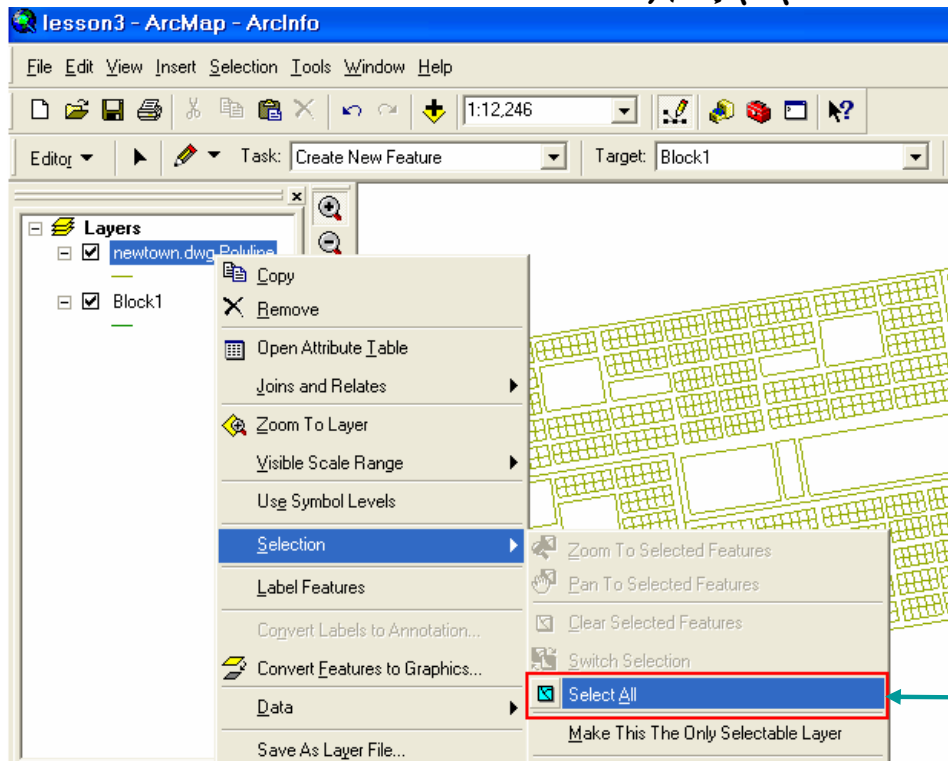 lesson3 - ArcMap - ArcInfo
File Edit View Insert Selection Tools Window Help
1:12,246
Editor Task: Create New Feature Target: Block1
Layers
newtown.dwg Polyline
Block1
Copy
Remove
Open Attribute Table
Joins and Relates
Zoom To Layer
Visible Scale Range
Use Symbol Levels
Selection
Label Features
Convert Labels to Annotation...
Convert Features to Graphics...
Data
Save As Layer File...
Zoom To Selected Features
Pan To Selected Features
Clear Selected Features
Switch Selection
Select All
Make This The Only Selectable Layer